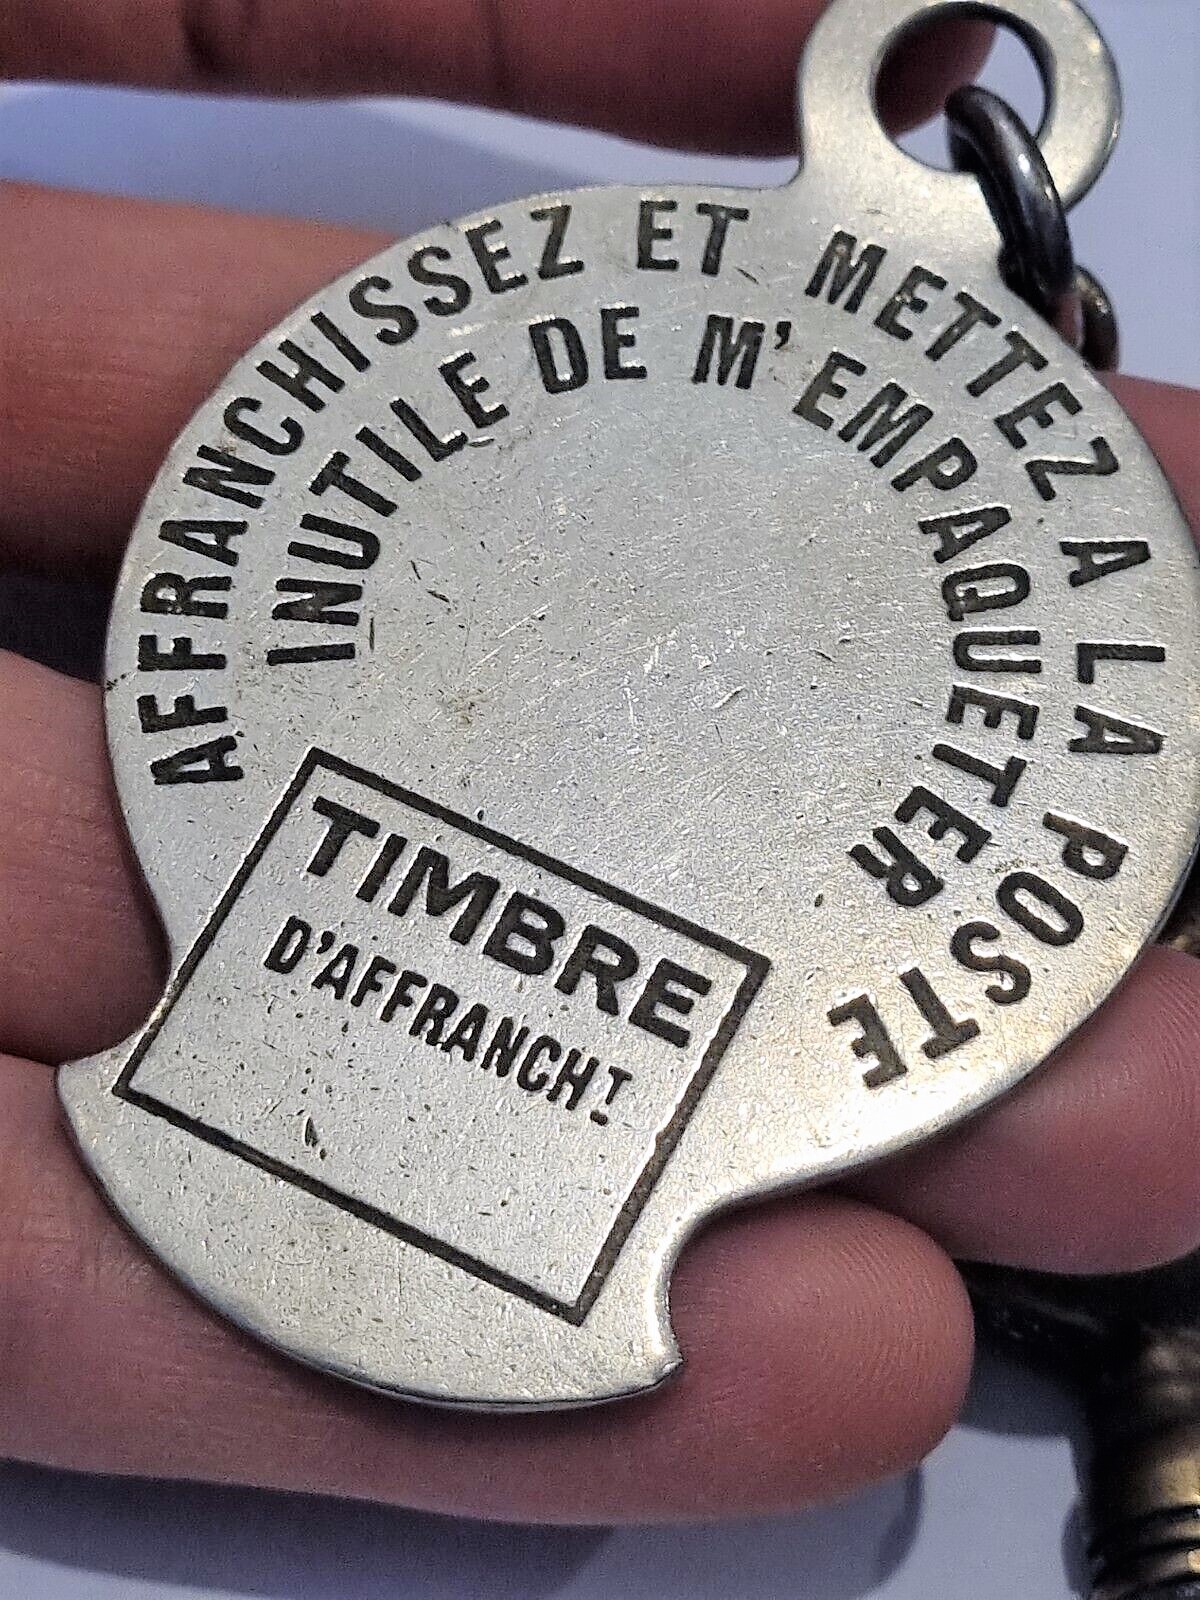 AFFRANCHISSEZ ET METTEZ A LA POSTE
INUTILE DE M'EMPAQUETER
TIMBRE
D'AFFRANCHT